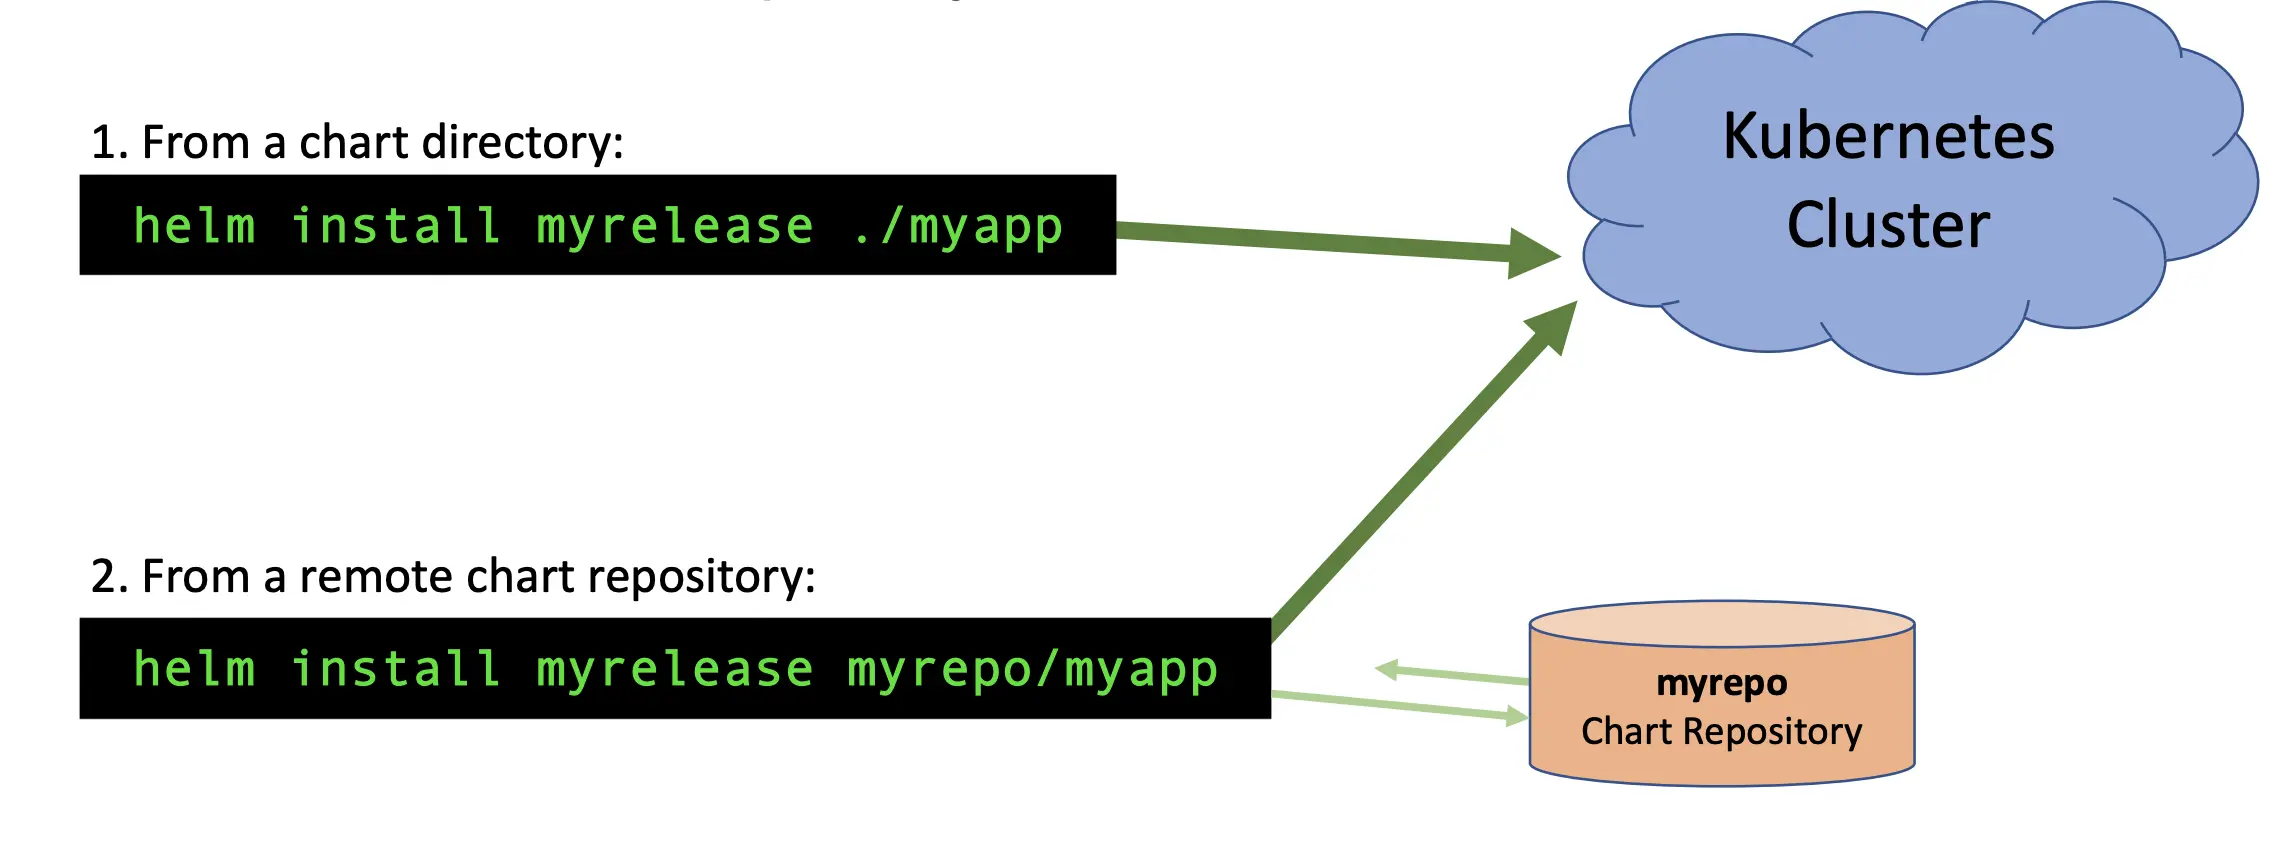 1. From a chart directory:
helm install myrelease ./myapp
Kubernetes
Cluster
2. From a remote chart repository:
helm install myrelease myrepo/myapp
myrepo
Chart Repository